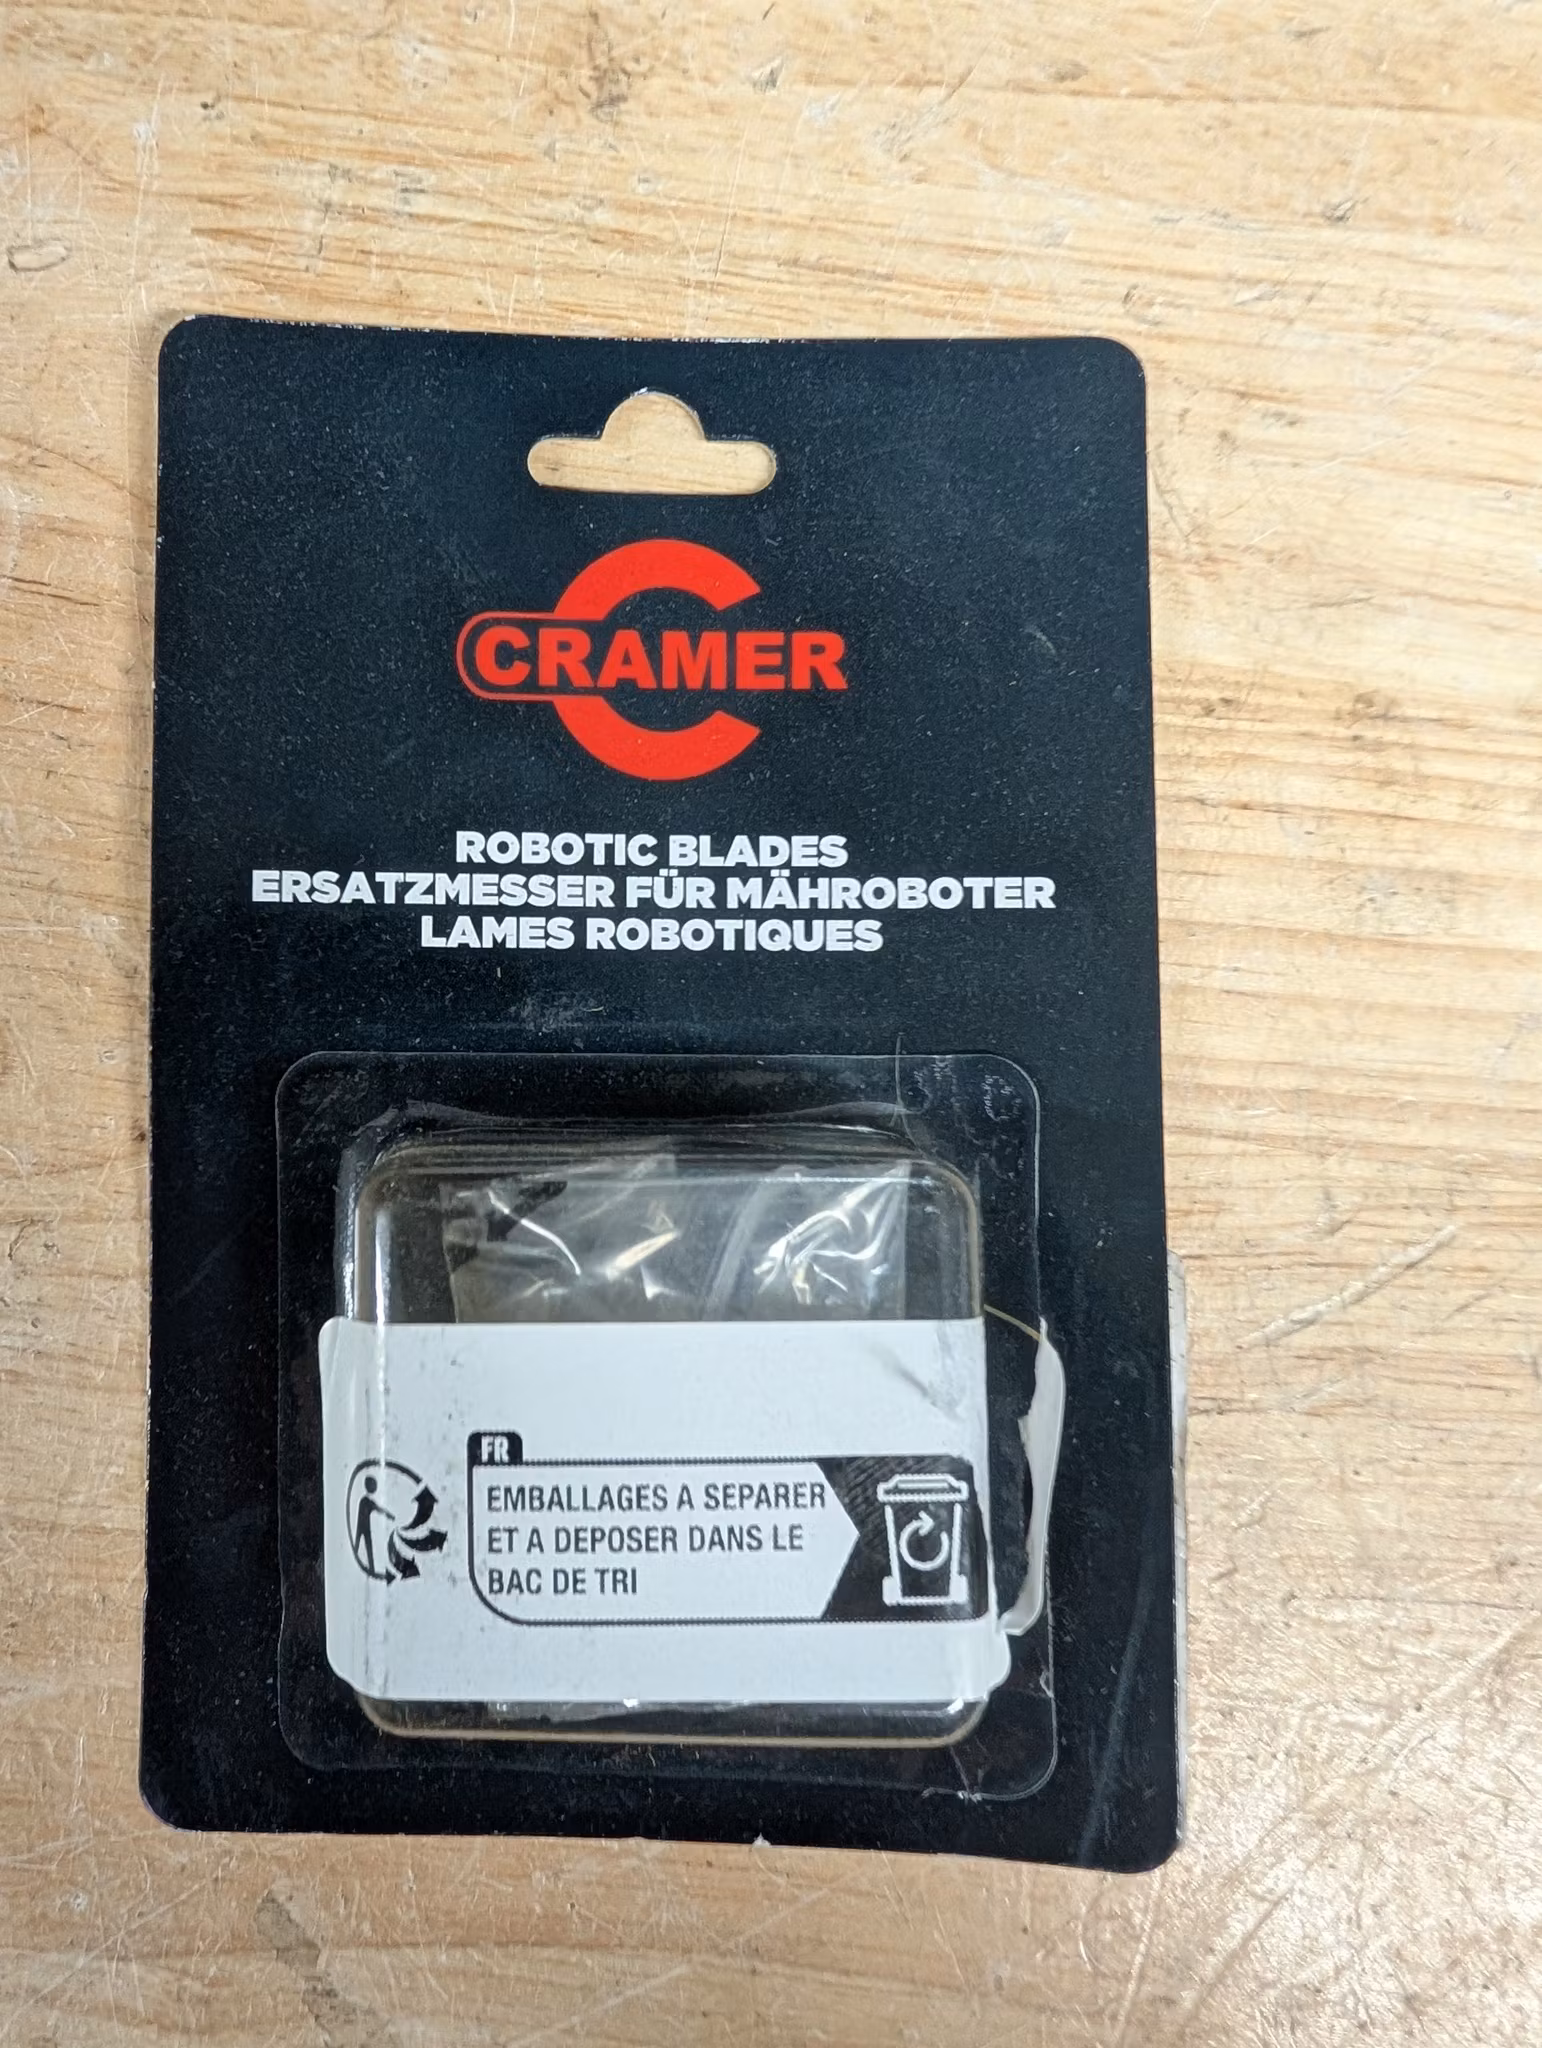 CRAMER
ROBOTIC BLADES
ERSATZMESSER FÜR MÄHROBOTER
LAMES ROBOTIQUES
FR
EMBALLAGES A SEPARER
ET A DEPOSER DANS LE
BAC DE TRI